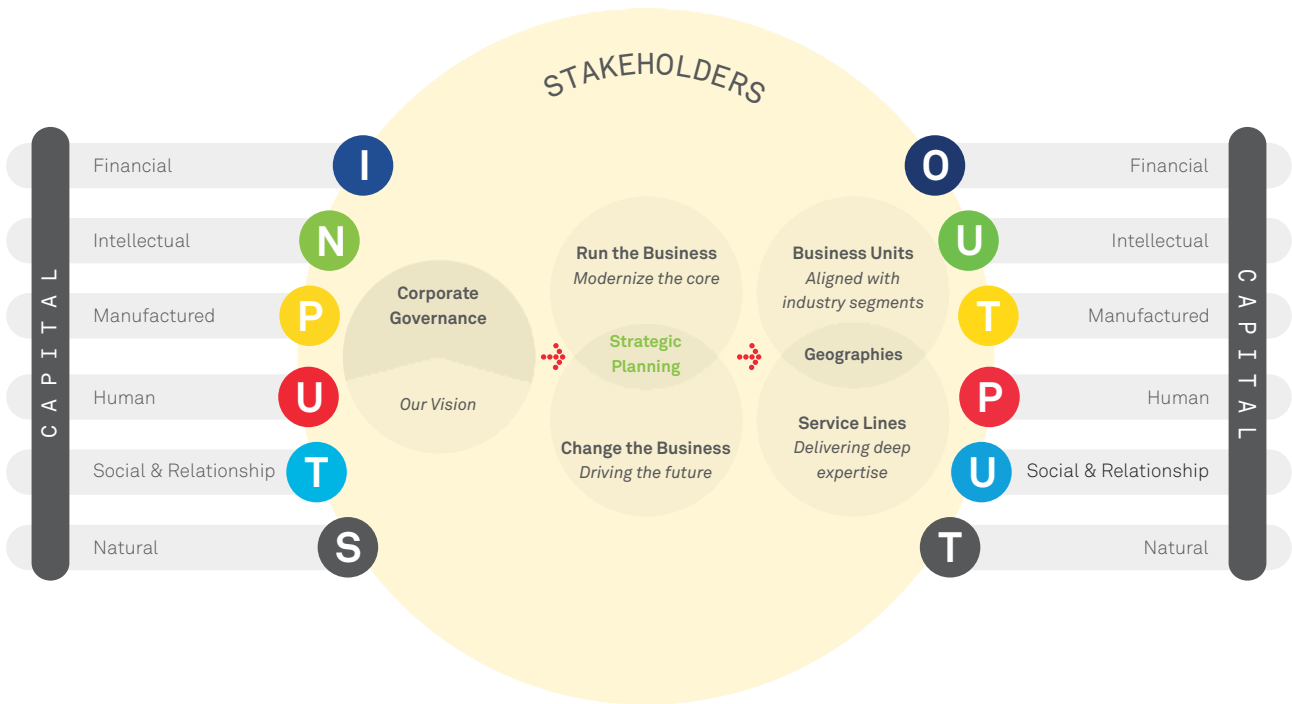 STAKEHOLDERS
CAPITAL
Financial
Intellectual
Manufactured
Human
Social & Relationship
Natural
I
N
P
U
T
S
Corporate
Governance
Our Vision
Run the Business
Modernize the core
Strategic
Planning
Change the Business
Driving the future
Business Units
Aligned with
industry segments
Geographies
Service Lines
Delivering deep
expertise
O
U
T
P
U
T
Financial
Intellectual
Manufactured
Human
Social & Relationship
Natural
CAPITAL